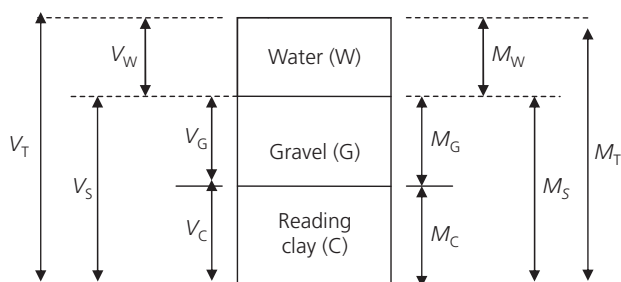 V_W
Water (W)
M_W
V_T
V_S
V_G
Gravel (G)
M_G
M_S
M_T
V_C
Reading
clay (C)
M_C